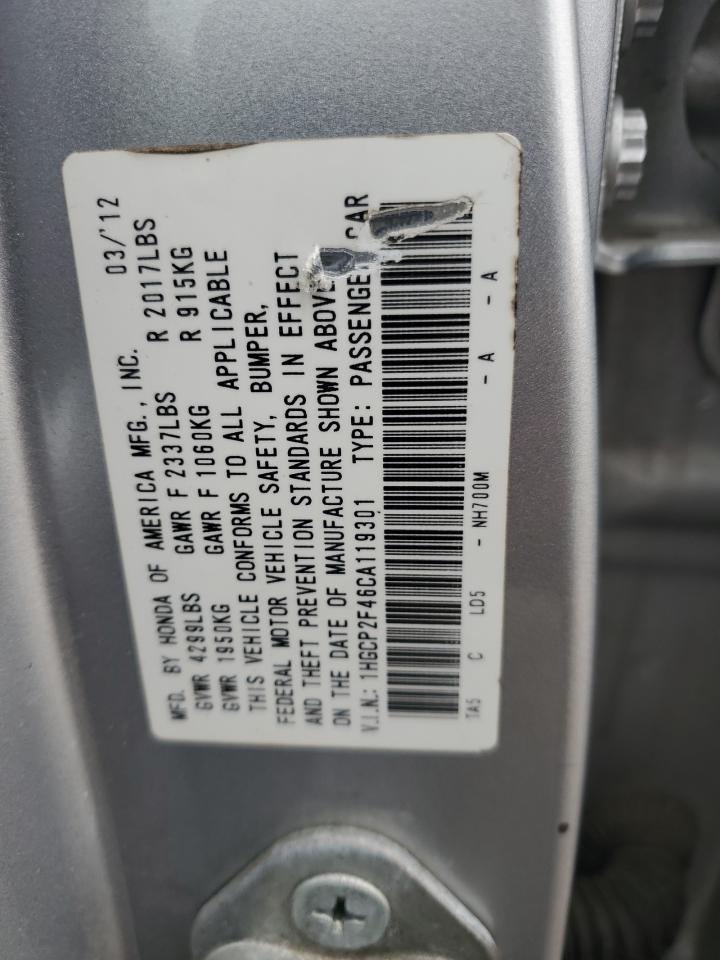 MFD. BY HONDA OF AMERICA MFG., INC. 03/'12
GVWR 4299LBS GAWR F 2337LBS R 2017LBS
GVWR 1950KG GAWR F 1060KG R 915KG
THIS VEHICLE CONFORMS TO ALL APPLICABLE
FEDERAL MOTOR VEHICLE SAFETY, BUMPER,
AND THEFT PREVENTION STANDARDS IN EFFECT
ON THE DATE OF MANUFACTURE SHOWN ABOVE
V.I.N.: 1HGCP2F46CA119301 TYPE: PASSENGER CAR
TA5 C LD5 - NH700M - A - A